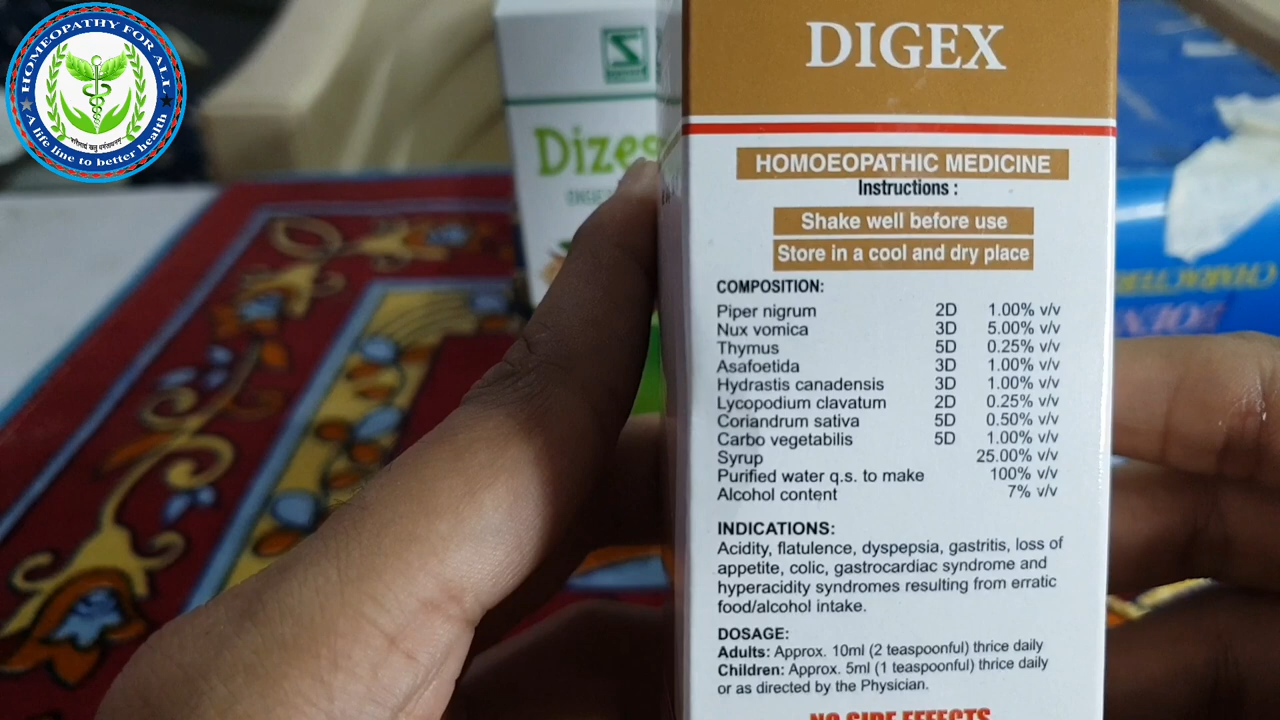 HOMEOPATHY FOR ALL
A life line to better health
Dizes
DIGEX
HOMOEOPATHIC MEDICINE
Instructions :
Shake well before use
Store in a cool and dry place
COMPOSITION:
Piper nigrum 2D 1.00% v/v
Nux vomica 3D 5.00% v/v
Thymus 5D 0.25% v/v
Asafoetida 3D 1.00% v/v
Hydrastis canadensis 3D 1.00% v/v
Lycopodium clavatum 2D 0.25% v/v
Coriandrum sativa 5D 0.50% v/v
Carbo vegetabilis 5D 1.00% v/v
Syrup 25.00% v/v
Purified water q.s. to make 100% v/v
Alcohol content 7% v/v
INDICATIONS:
Acidity, flatulence, dyspepsia, gastritis, loss of
appetite, colic, gastrocardiac syndrome and
hyperacidity syndromes resulting from erratic
food/alcohol intake.
DOSAGE:
Adults: Approx. 10ml (2 teaspoonful) thrice daily
Children: Approx. 5ml (1 teaspoonful) thrice daily
or as directed by the Physician.
NO SIDE EFFECTS